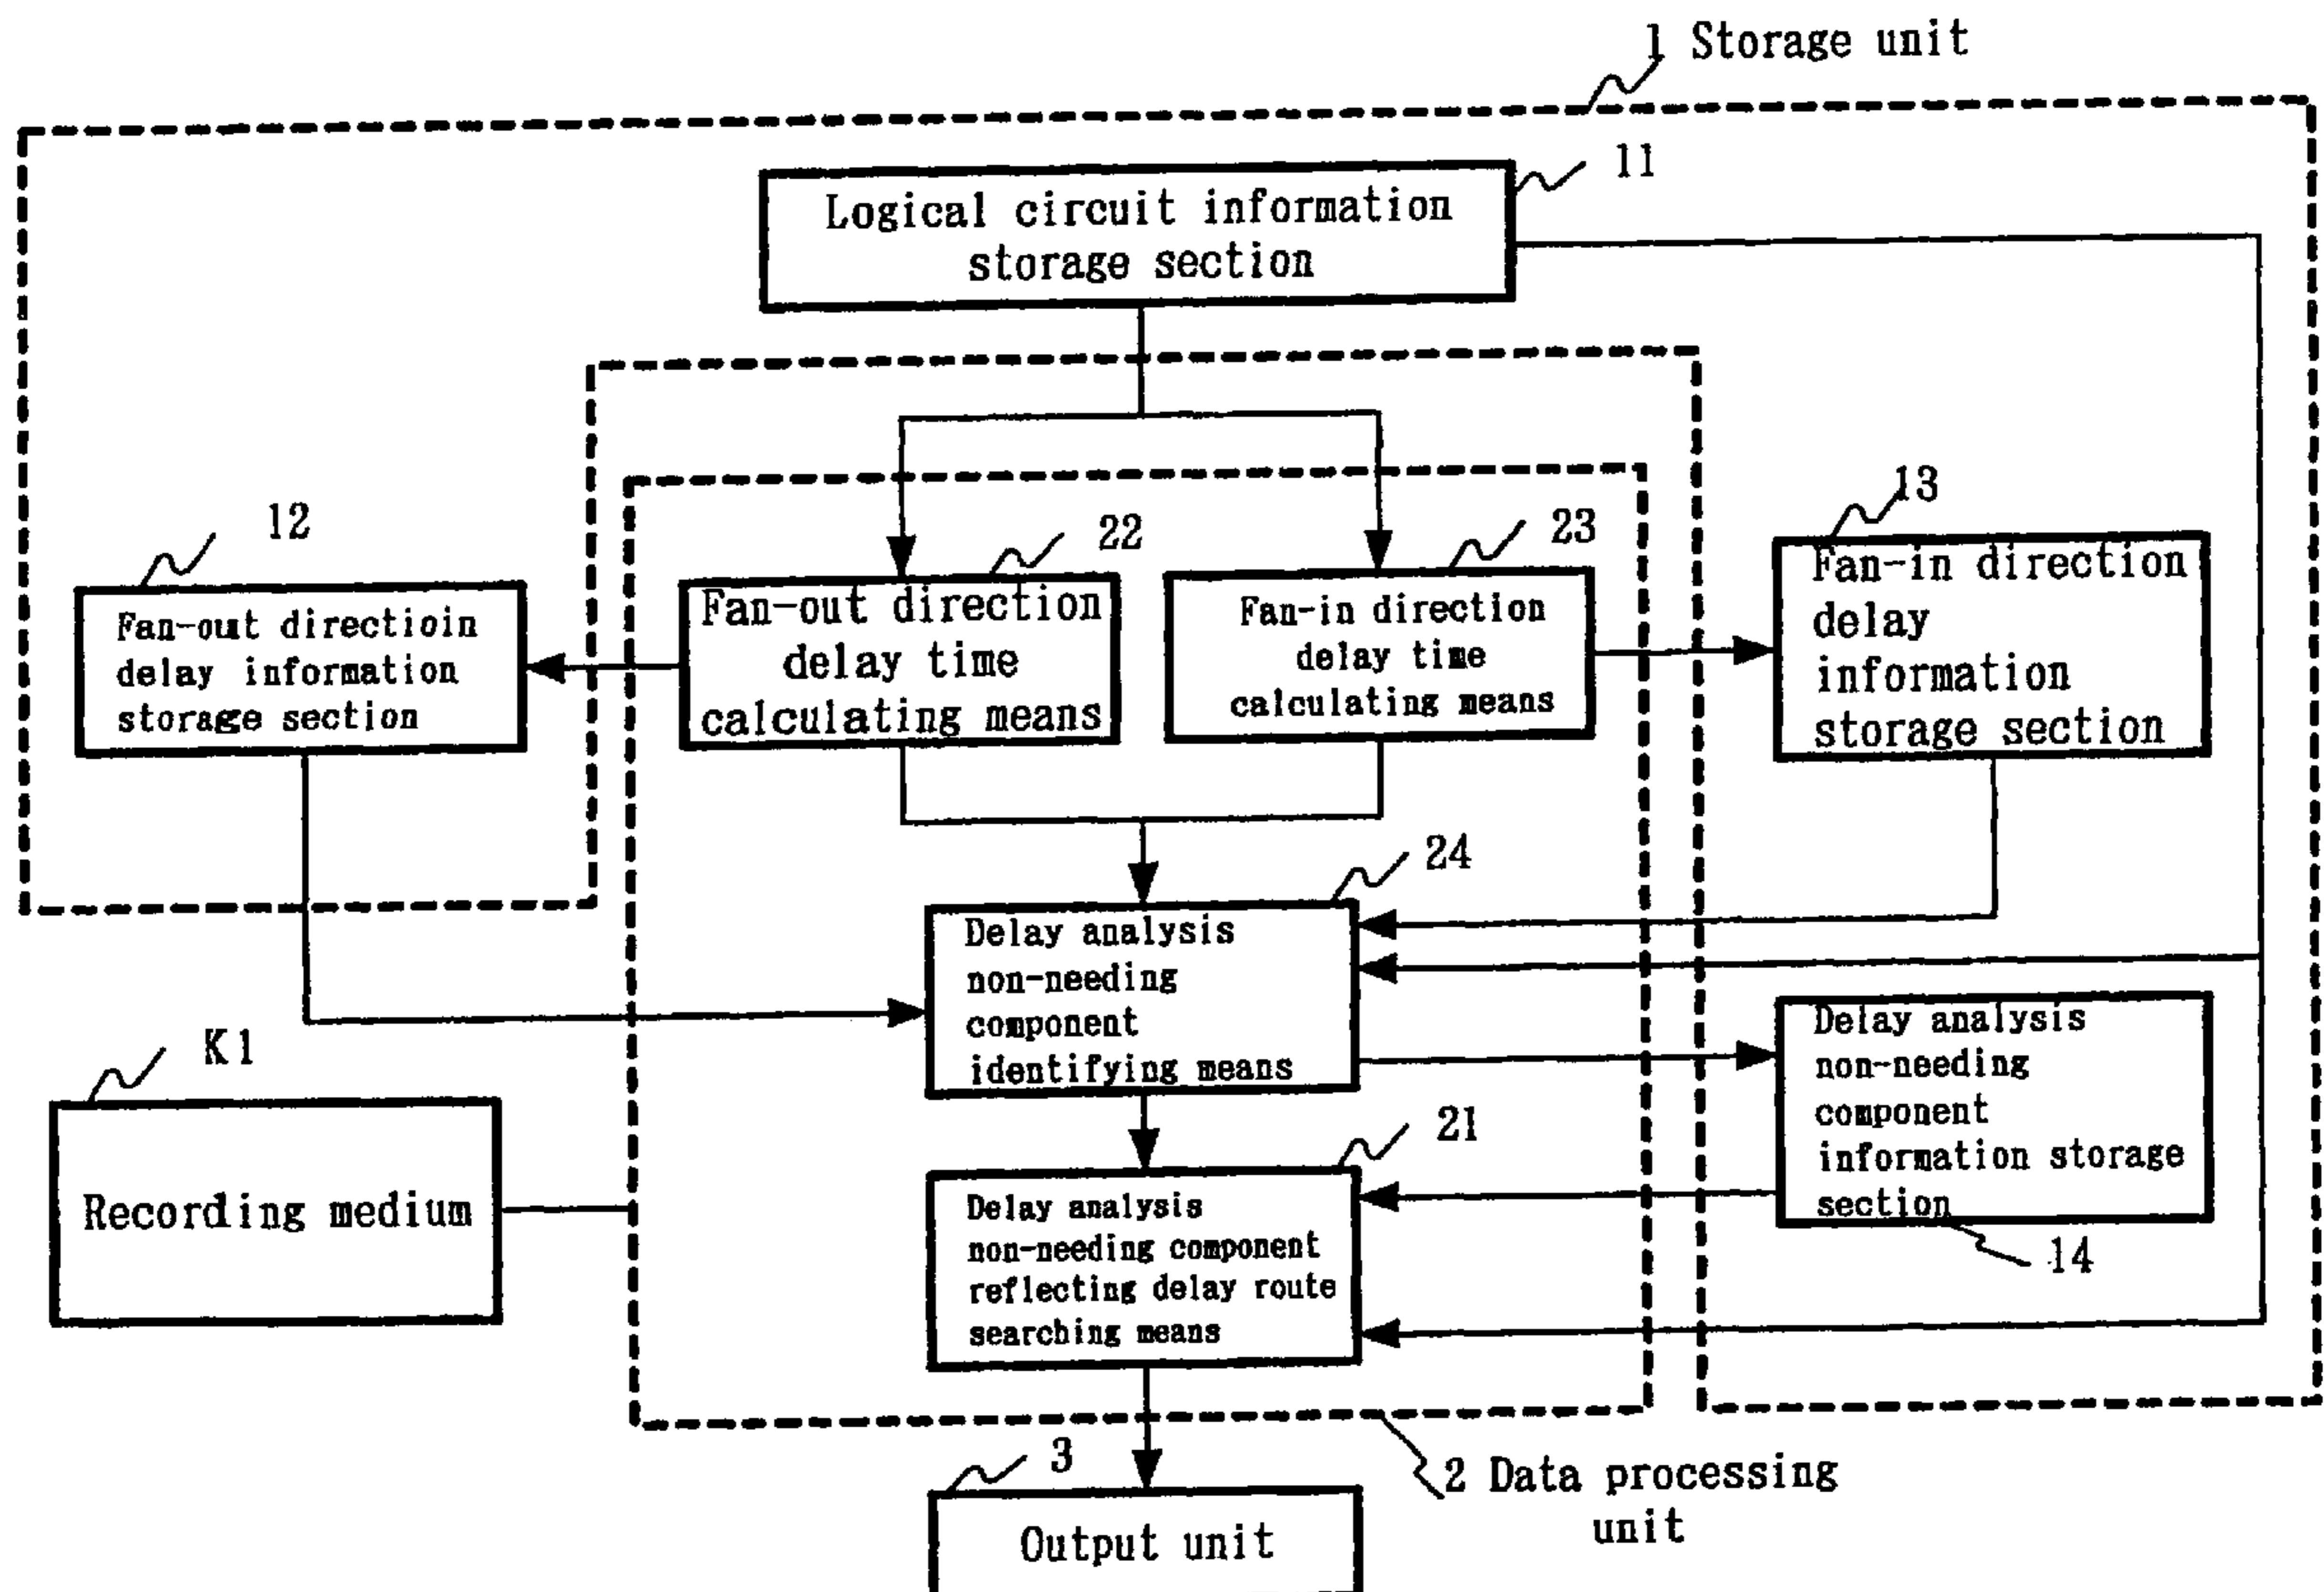 1 Storage unit
11
Logical circuit information
storage section
12
Fan-out directioin
delay information
storage section
22
Fan-out direction
delay time
calculating means
23
Fan-in direction
delay time
calculating means
13
Fan-in direction
delay
information
storage section
24
Delay analysis
non-needing
component
identifying means
K1
Recording medium
21
Delay analysis
non-needing component
reflecting delay route
searching means
Delay analysis
non-needing
component
information storage
section
14
2 Data processing
unit
3
Output unit